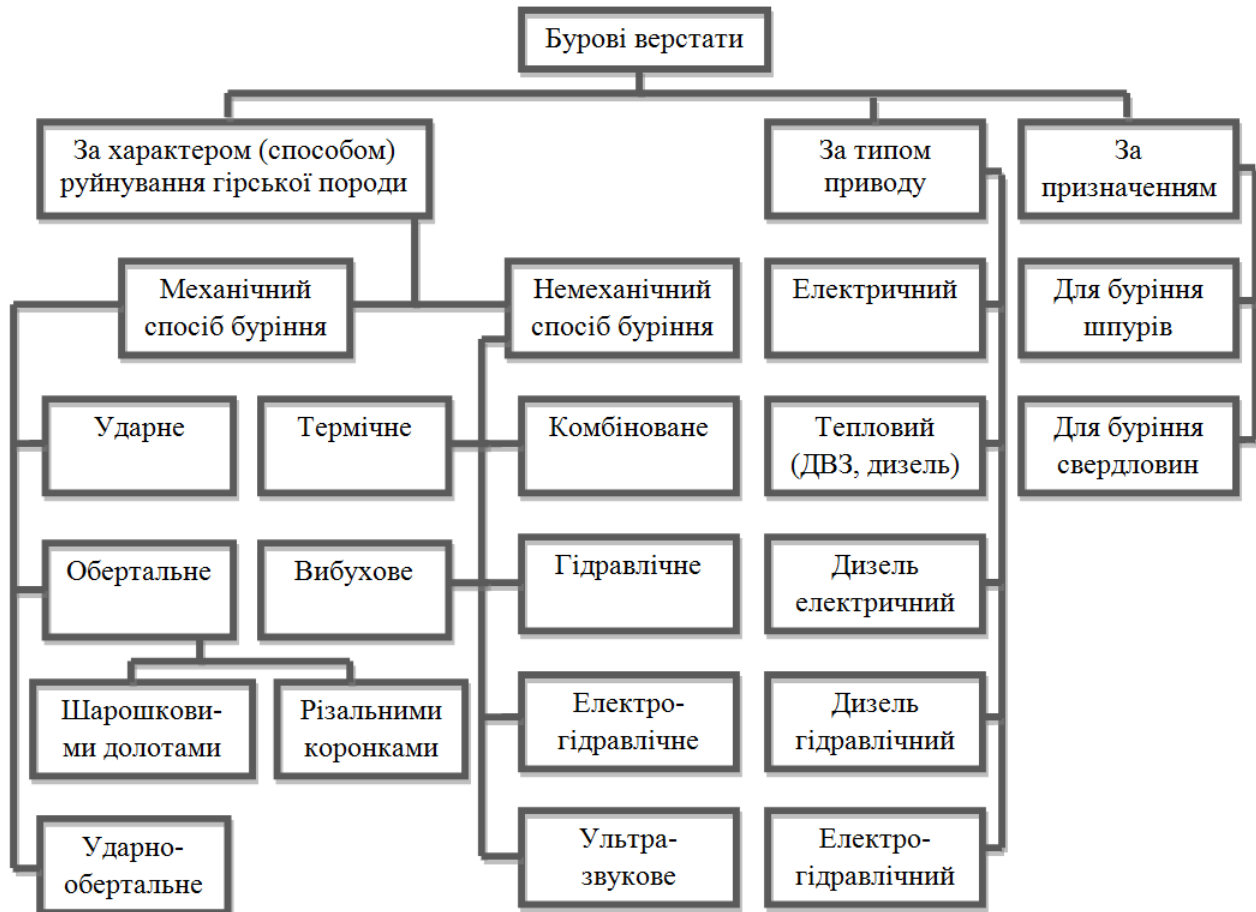 Бурові верстати
За характером (способом)
руйнування гірської породи
За типом
приводу
За
призначенням
Механічний
спосіб буріння
Немеханічний
спосіб буріння
Електричний
Для буріння
шпурів
Ударне
Термічне
Комбіноване
Тепловий
(ДВЗ, дизель)
Для буріння
свердловин
Обертальне
Вибухове
Гідравлічне
Дизель
електричний
Шарошкови-
ми долотами
Різальними
коронками
Електро-
гідравлічне
Дизель
гідравлічний
Ударно-
обертальне
Ультра-
звукове
Електро-
гідравлічний